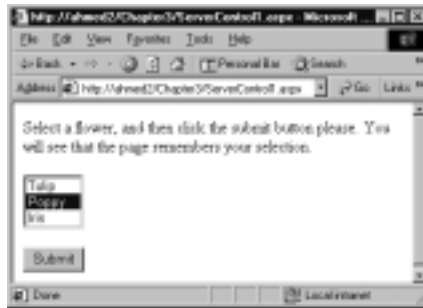 http://ahmed2/Chapter3/ServerControl1.aspx - Microsoft ...
File Edit View Favorites Tools Help
Back Personal Bar Search
Address http://ahmed2/Chapter3/ServerControl1.aspx Go Links
Select a flower, and then click the submit button please. You
will see that the page remembers your selection.
Tulip
Poppy
Iris
Submit
Done Local intranet